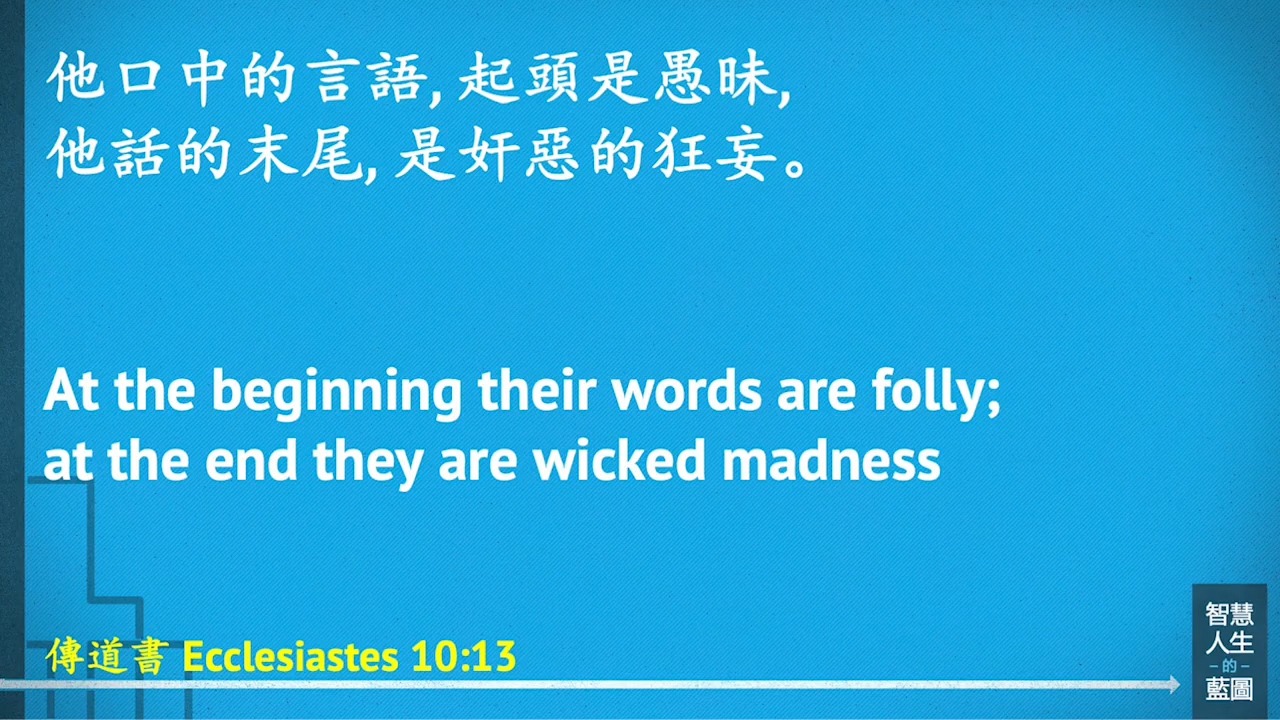 他口中的言語, 起頭是愚昧,
他話的末尾, 是奸惡的狂妄。
At the beginning their words are folly;
at the end they are wicked madness
傳道書 Ecclesiastes 10:13
智慧
人生
–的–
藍圖